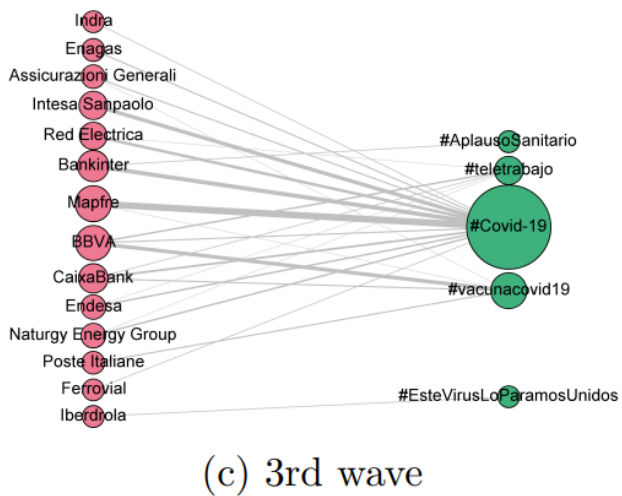 Indra
Enagas
Assicurazioni Generali
Intesa Sanpaolo
Red Electrica
Bankinter
Mapfre
BBVA
CaixaBank
Endesa
Naturgy Energy Group
Poste Italiane
Ferrovial
Iberdrola
#AplausoSanitario
#teletrabajo
#Covid-19
#vacunacovid19
#EsteVirusLoParamosUnidos
(c) 3rd wave